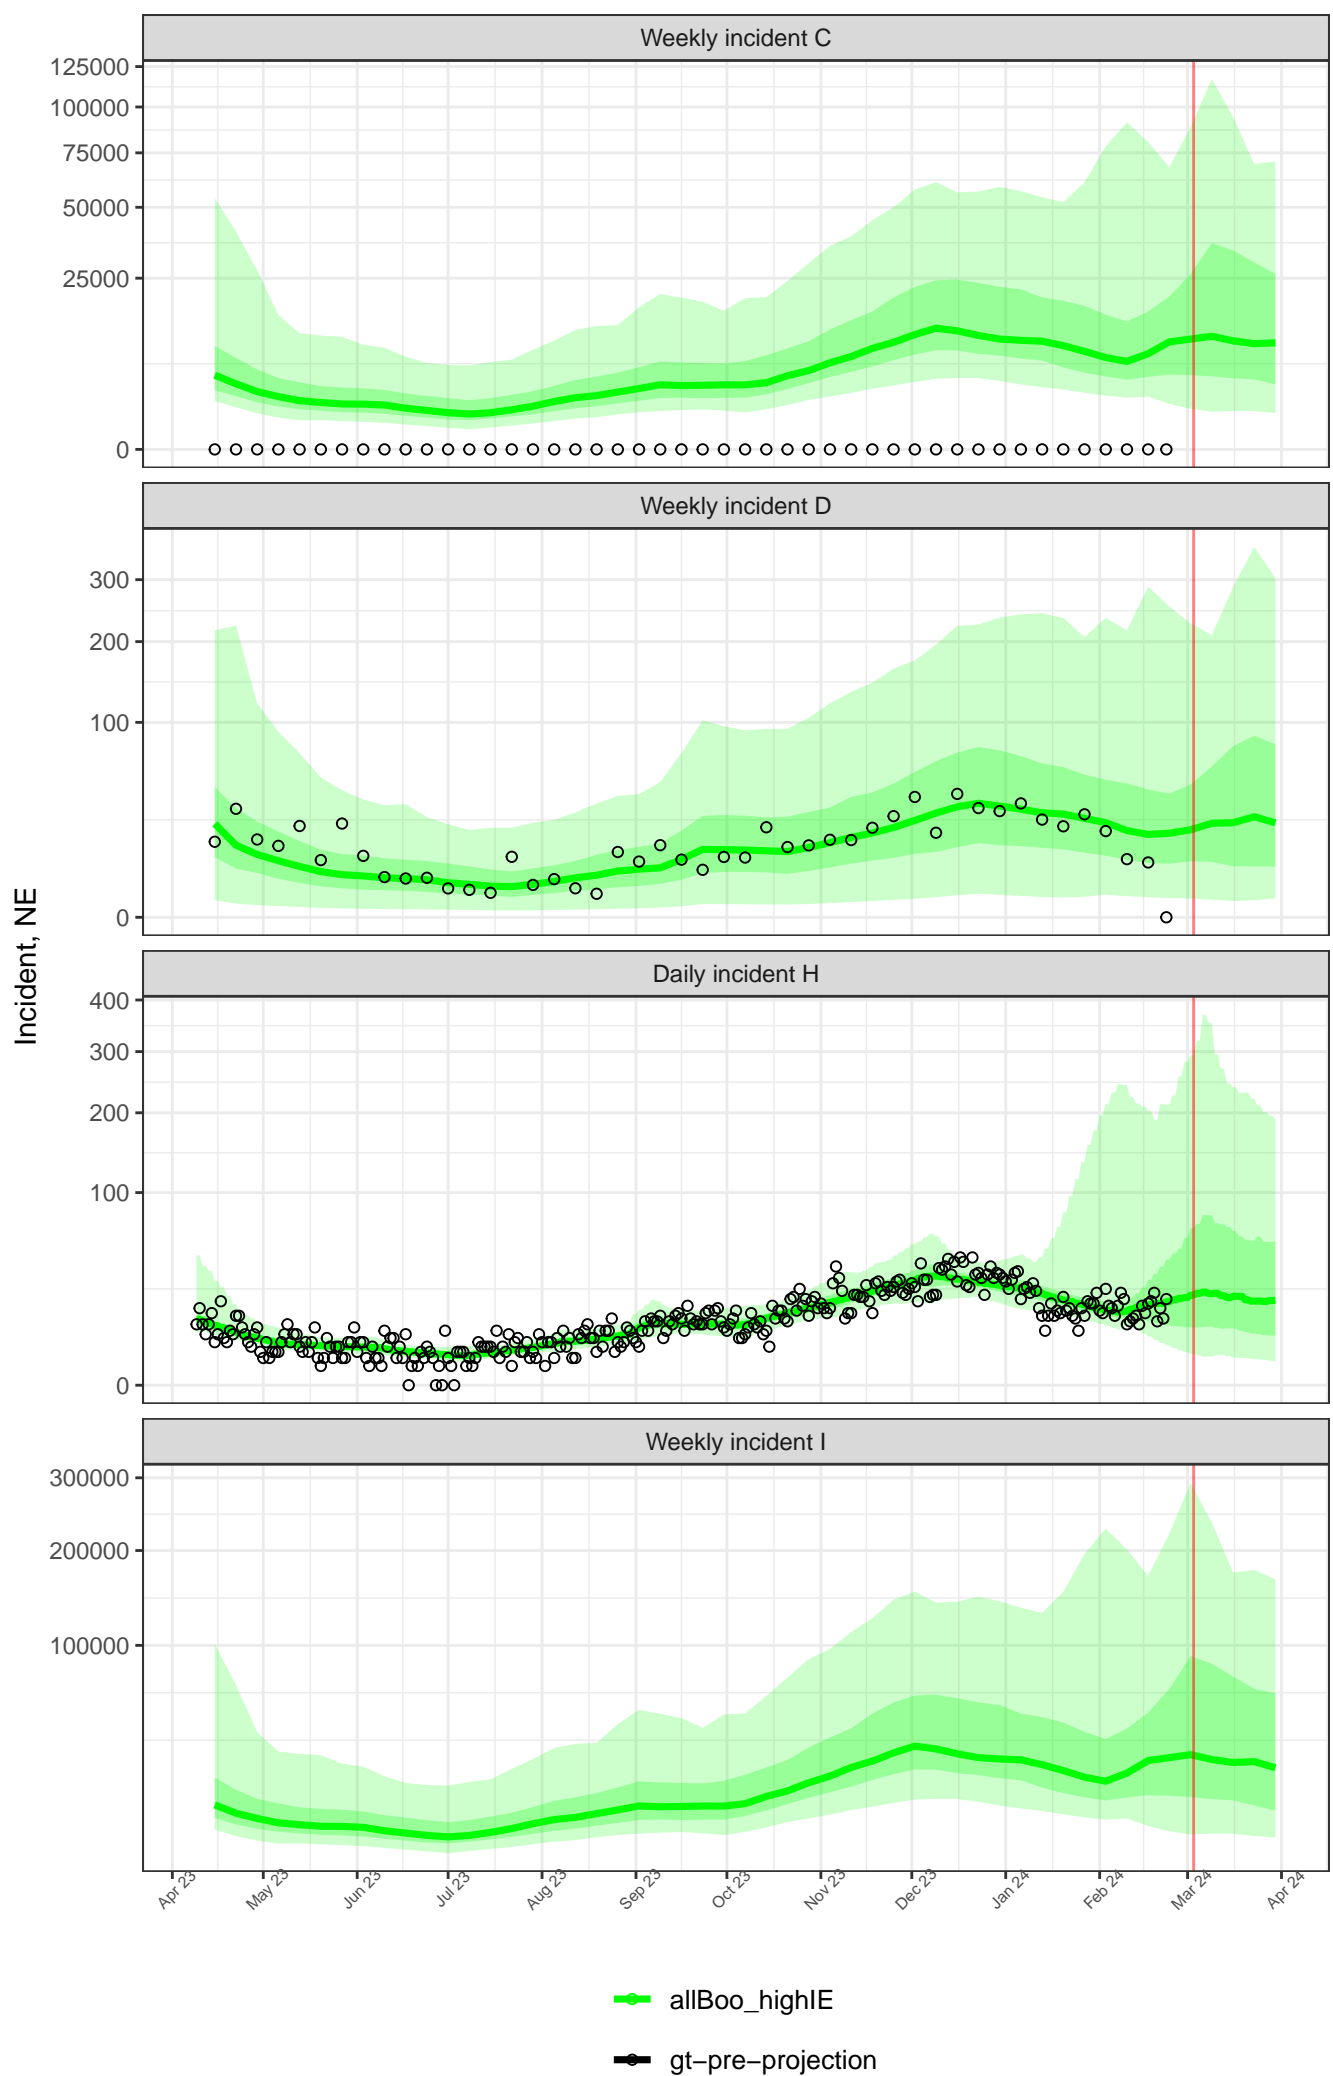 Weekly incident C
125000
100000
75000
50000
25000
0
Weekly incident D
300
200
100
0
Incident, NE
Daily incident H
400
300
200
100
0
Weekly incident I
300000
200000
100000
Apr 23 May 23 Jun 23 Jul 23 Aug 23 Sep 23 Oct 23 Nov 23 Dec 23 Jan 24 Feb 24 Mar 24 Apr 24
allBoo_highIE
gt−pre−projection